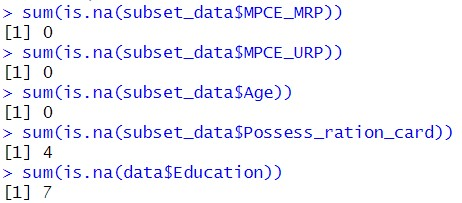 > sum(is.na(subset_data$MPCE_MRP))
[1] 0
> sum(is.na(subset_data$MPCE_URP))
[1] 0
> sum(is.na(subset_data$Age))
[1] 0
> sum(is.na(subset_data$Possess_ration_card))
[1] 4
> sum(is.na(data$Education))
[1] 7